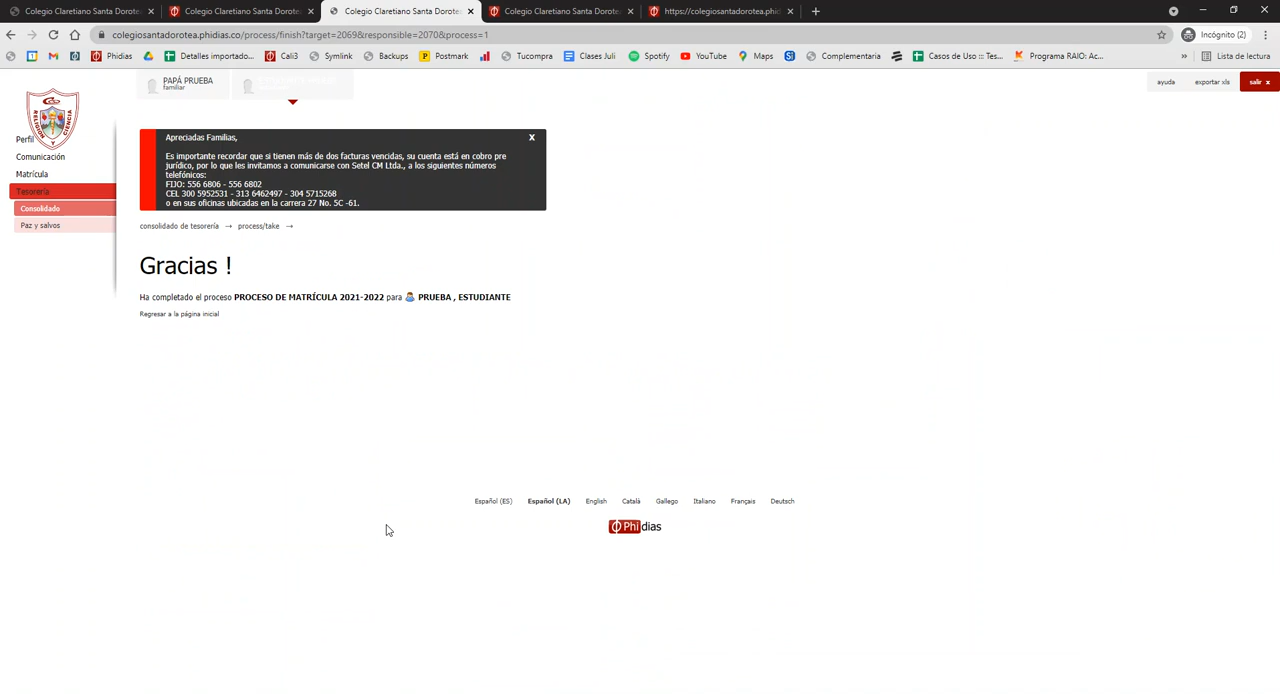 Colegio Claretiano Santa Dorote
Colegio Claretiano Santa Dorote
Colegio Claretiano Santa Dorote
Colegio Claretiano Santa Dorote
https://colegiosantadorotea.phid
colegiosantadorotea.phidias.co/process/finish?target=2069&responsible=2070&process=1
Incógnito (2)
Phidias
Detalles importado...
Cali3
Symlink
Backups
Postmark
Tucompra
Clases Juli
Spotify
YouTube
Maps
Complementaria
Casos de Uso :: Tes...
Programa RAIO: Ac...
»
Lista de lectura
PAPÁ PRUEBA
familiar
ayuda
exportar xls
salir x
RELIGION Y CIENCIA
Perfil
Comunicación
Matrícula
Tesorería
Consolidado
Paz y salvos
Apreciadas Familias,
X
Es importante recordar que si tienen más de dos facturas vencidas, su cuenta está en cobro pre
jurídico, por lo que les invitamos a comunicarse con Setel CM Ltda., a los siguientes números
telefónicos:
FIJO: 556 6806 - 556 6802
CEL 300 5952531 - 313 6462497 - 304 5715268
o en sus oficinas ubicadas en la carrera 27 No. 5C -61.
consolidado de tesorería → process/take →
Gracias !
Ha completado el proceso PROCESO DE MATRÍCULA 2021-2022 para PRUEBA , ESTUDIANTE
Regresar a la página inicial
Español (ES)
Español (LA)
English
Català
Gallego
Italiano
Français
Deutsch
Phidias